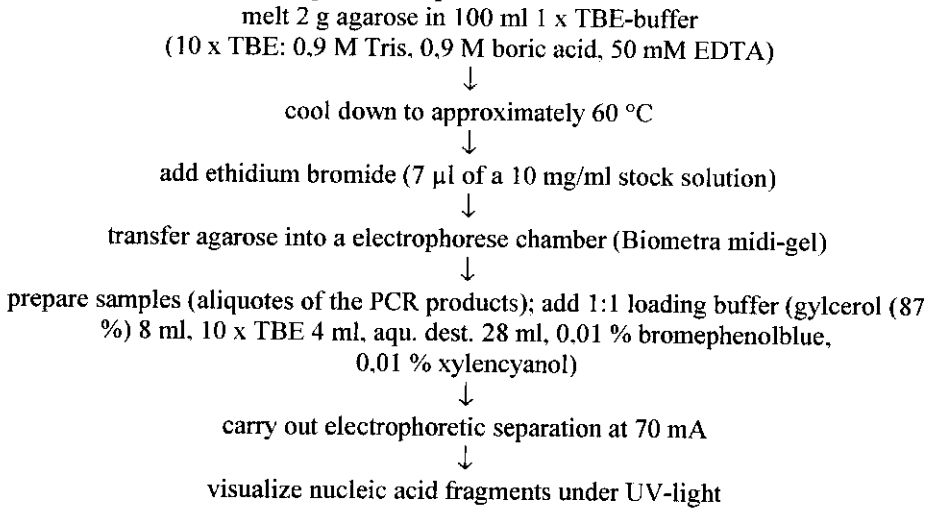 melt 2 g agarose in 100 ml 1 x TBE-buffer
(10 x TBE: 0,9 M Tris, 0,9 M boric acid, 50 mM EDTA)
↓
cool down to approximately 60 °C
↓
add ethidium bromide (7 µl of a 10 mg/ml stock solution)
↓
transfer agarose into a electrophorese chamber (Biometra midi-gel)
↓
prepare samples (aliquotes of the PCR products); add 1:1 loading buffer (gylcerol (87
%) 8 ml, 10 x TBE 4 ml, aqu. dest. 28 ml, 0,01 % bromephenolblue,
0,01 % xylencyanol)
↓
carry out electrophoretic separation at 70 mA
↓
visualize nucleic acid fragments under UV-light